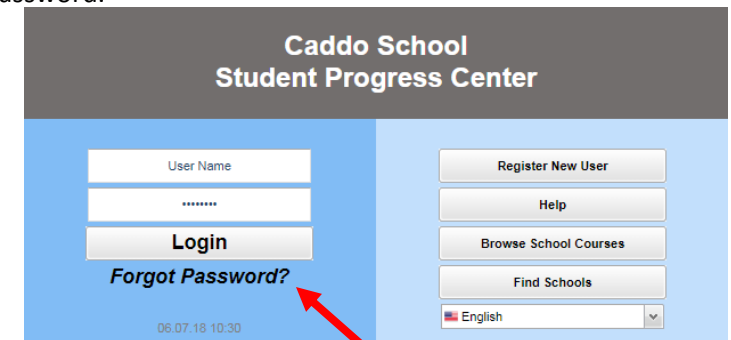 assword.
Caddo School
Student Progress Center
User Name
••••••••
Login
Forgot Password?
06.07.18 10:30
Register New User
Help
Browse School Courses
Find Schools
English